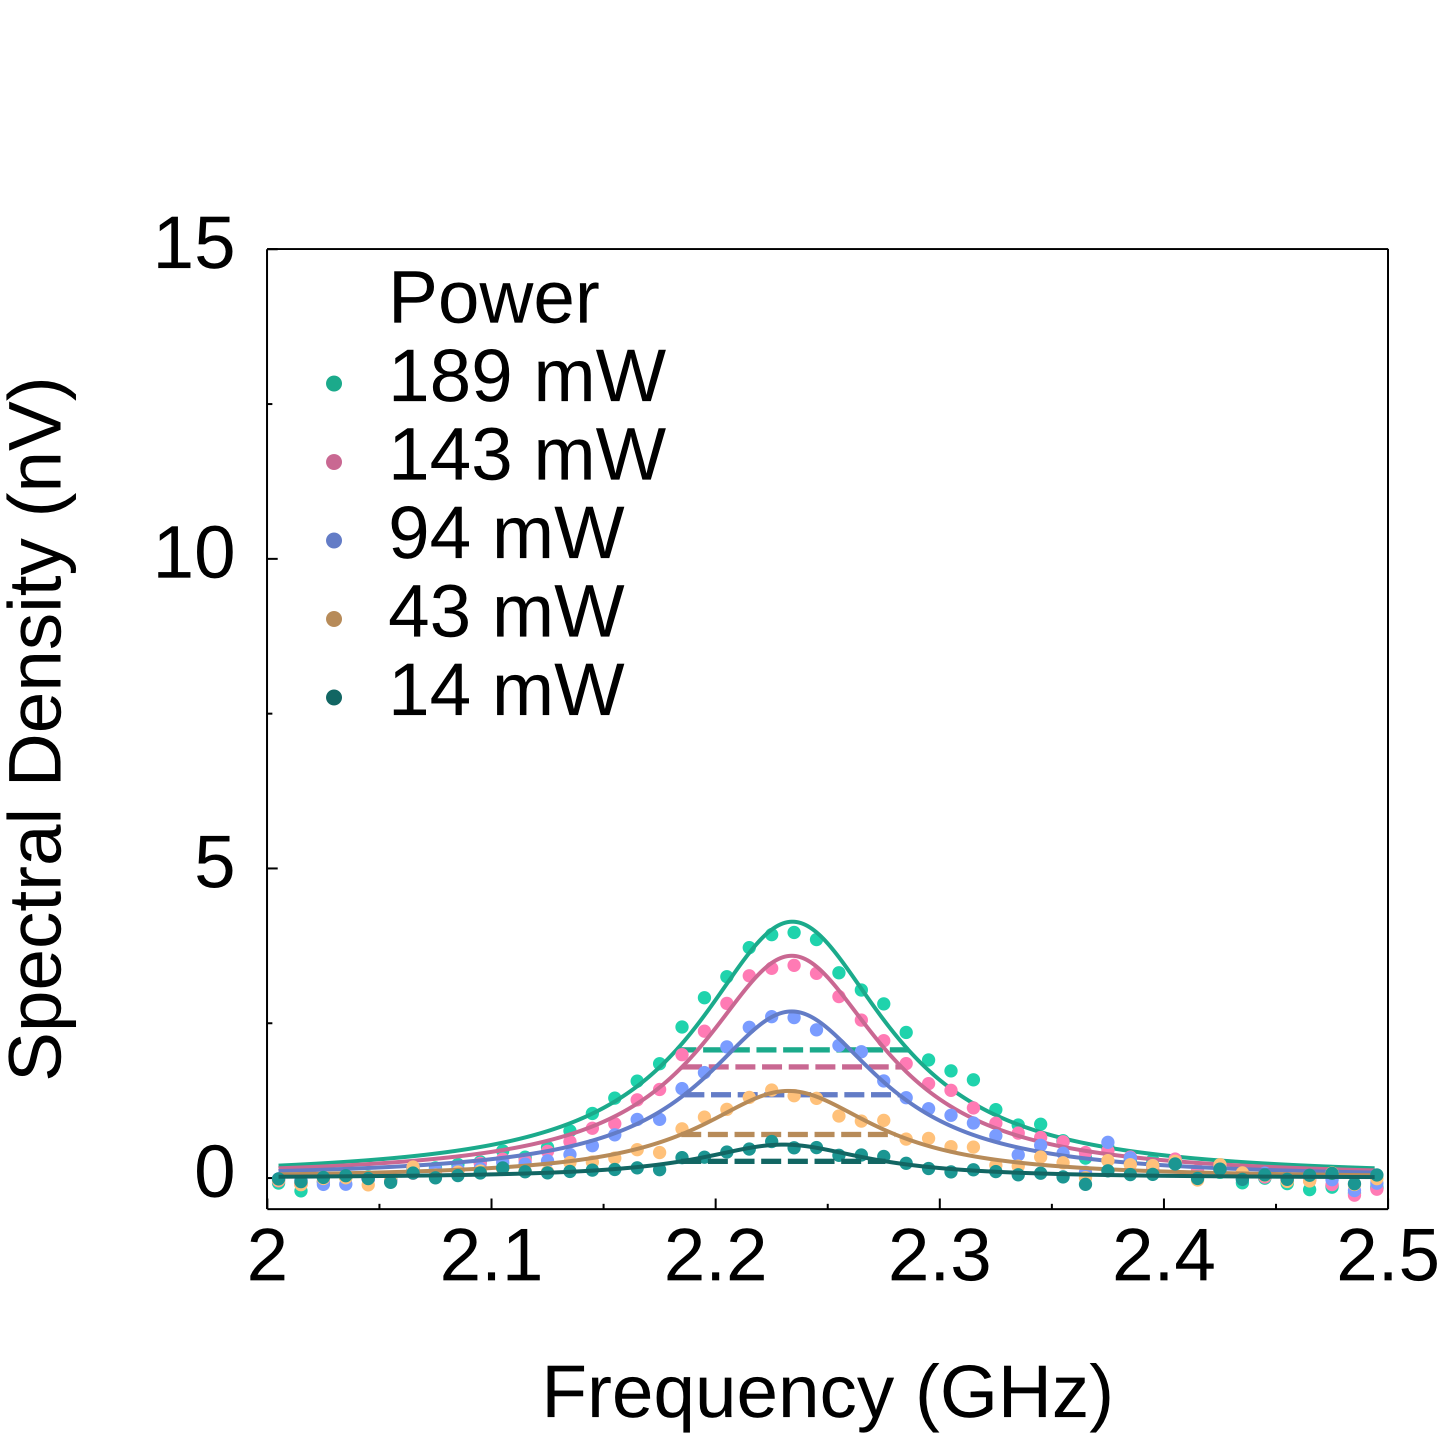 15
10
5
0
Spectral Density (nV)
Power
189 mW
143 mW
94 mW
43 mW
14 mW
2 2.1 2.2 2.3 2.4 2.5
Frequency (GHz)